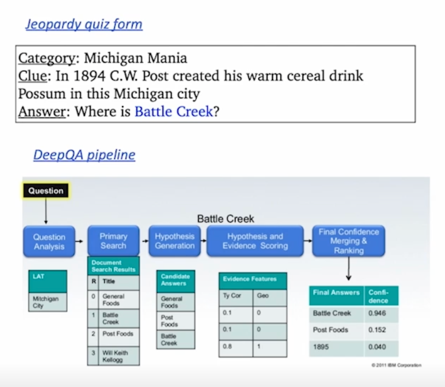 Jeopardy quiz form
Category: Michigan Mania
Clue: In 1894 C.W. Post created his warm cereal drink
Possum in this Michigan city
Answer: Where is Battle Creek?
DeepQA pipeline
Question
Battle Creek
Question
Analysis
Primary
Search
Hypothesis
Generation
Hypothesis and
Evidence Scoring
Final Confidence
Merging &
Ranking
LAT
Michigan
City
Document
Search Results
R Title
0 General
Foods
1 Battle
Creek
2 Post Foods
3 Will Keith
Kellogg
Candidate
Answers
General
Foods
Post
Foods
Battle
Creek
Evidence Features
Ty Cor Geo
0.1 0
0.1 0
0.8 1
Final Answers Confi-
dence
Battle Creek 0.946
Post Foods 0.152
1895 0.040
© 2011 IBM Corporation